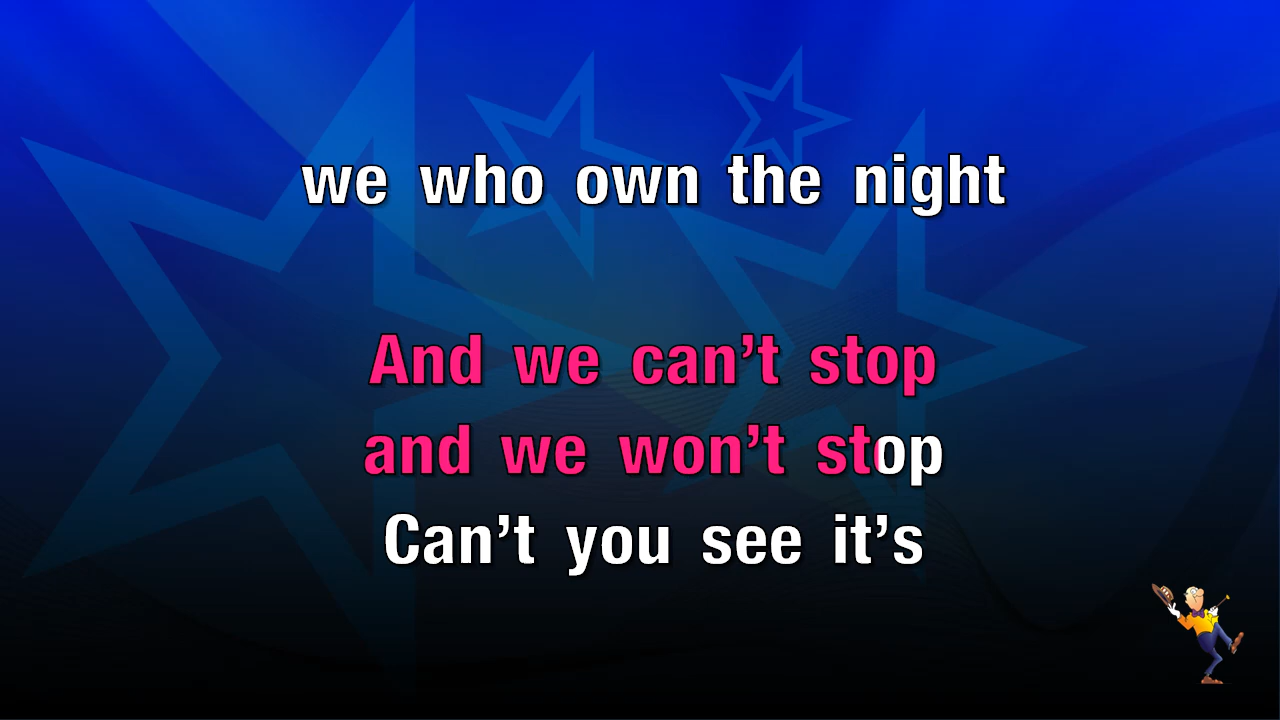 we who own the night
And we can’t stop
and we won’t stop
Can’t you see it’s